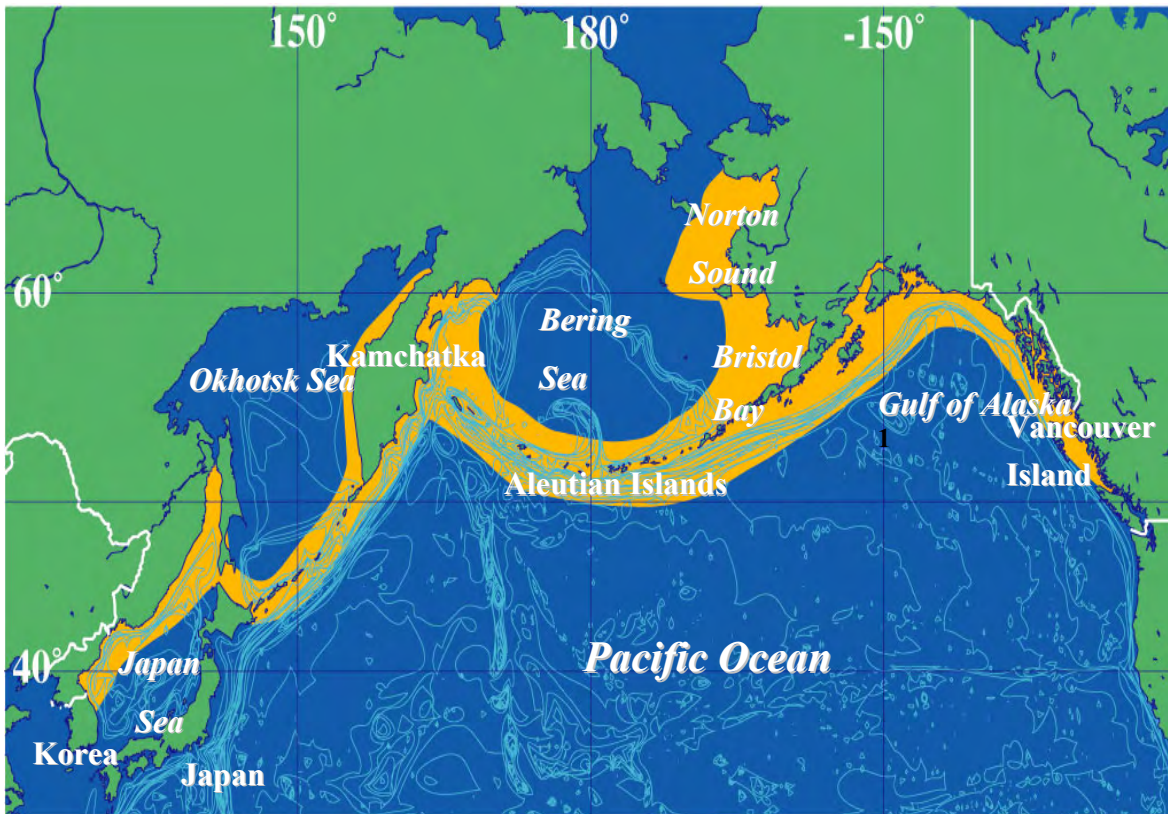 150°
180°
-150°
Norton
Sound
60°
Bering
Sea
Kamchatka
Okhotsk Sea
Bristol
Bay
Gulf of Alaska
1
Vancouver
Island
Aleutian Islands
40°
Japan
Sea
Pacific Ocean
Korea
Japan